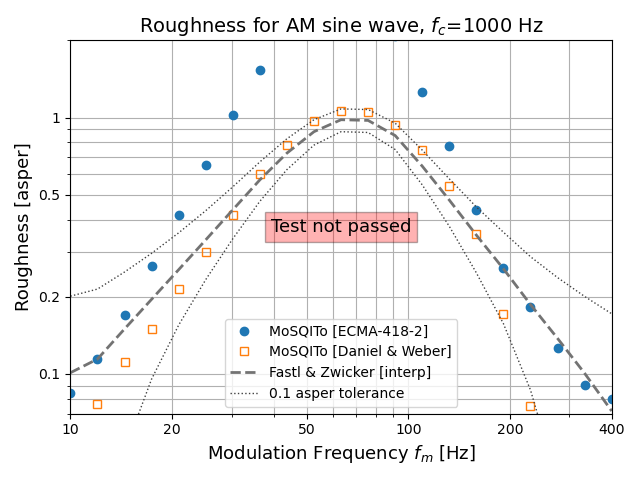 Roughness for AM sine wave, f_c=1000 Hz
Roughness [asper]
1
0.5
0.2
0.1
Test not passed
MoSQITo [ECMA-418-2]
MoSQITo [Daniel & Weber]
Fastl & Zwicker [interp]
0.1 asper tolerance
10 20 50 100 200 400
Modulation Frequency f_m [Hz]